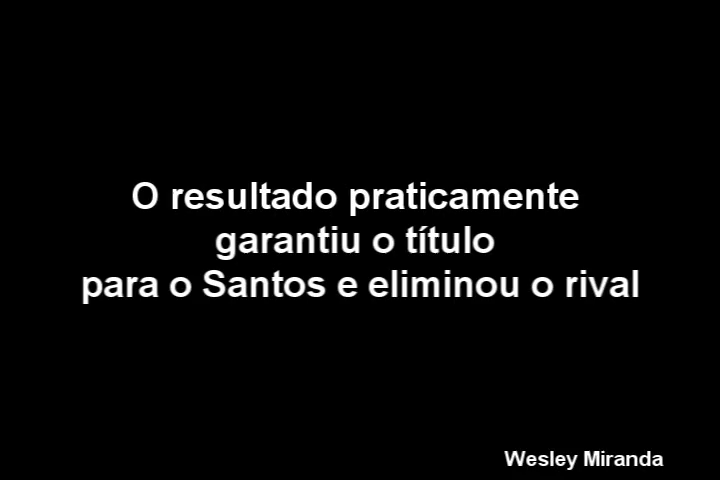 O resultado praticamente
garantiu o título
para o Santos e eliminou o rival
Wesley Miranda